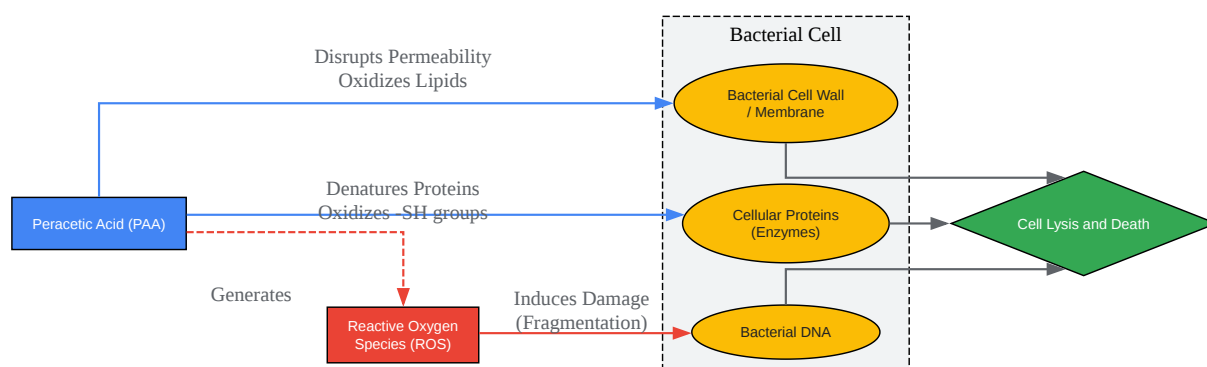 Bacterial Cell
Disrupts Permeability
Oxidizes Lipids
Bacterial Cell Wall
/ Membrane
Peracetic Acid (PAA)
Denatures Proteins
Oxidizes -SH groups
Cellular Proteins
(Enzymes)
Cell Lysis and Death
Generates
Reactive Oxygen
Species (ROS)
Induces Damage
(Fragmentation)
Bacterial DNA